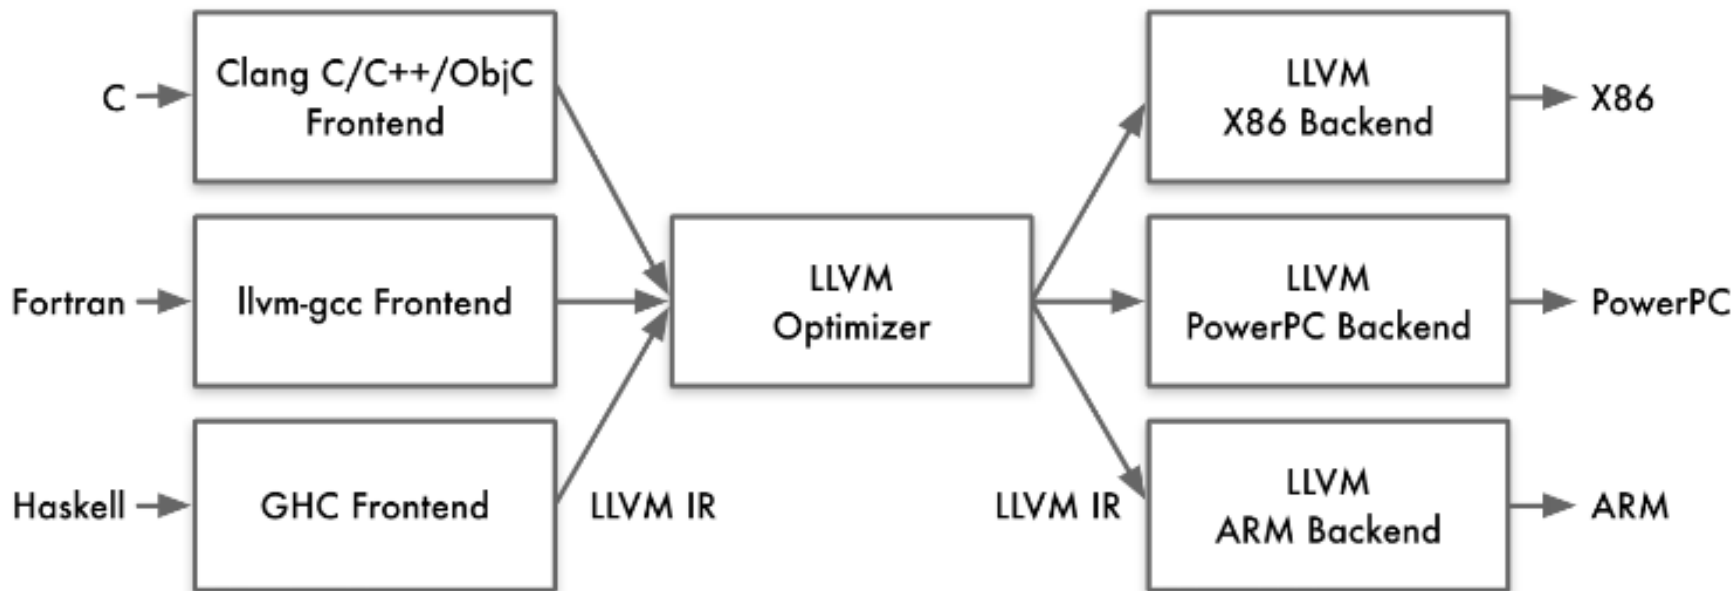 C
Clang C/C++/ObjC
Frontend
LLVM
X86 Backend
X86
Fortran
llvm-gcc Frontend
LLVM
Optimizer
LLVM
PowerPC Backend
PowerPC
Haskell
GHC Frontend
LLVM IR
LLVM IR
LLVM
ARM Backend
ARM